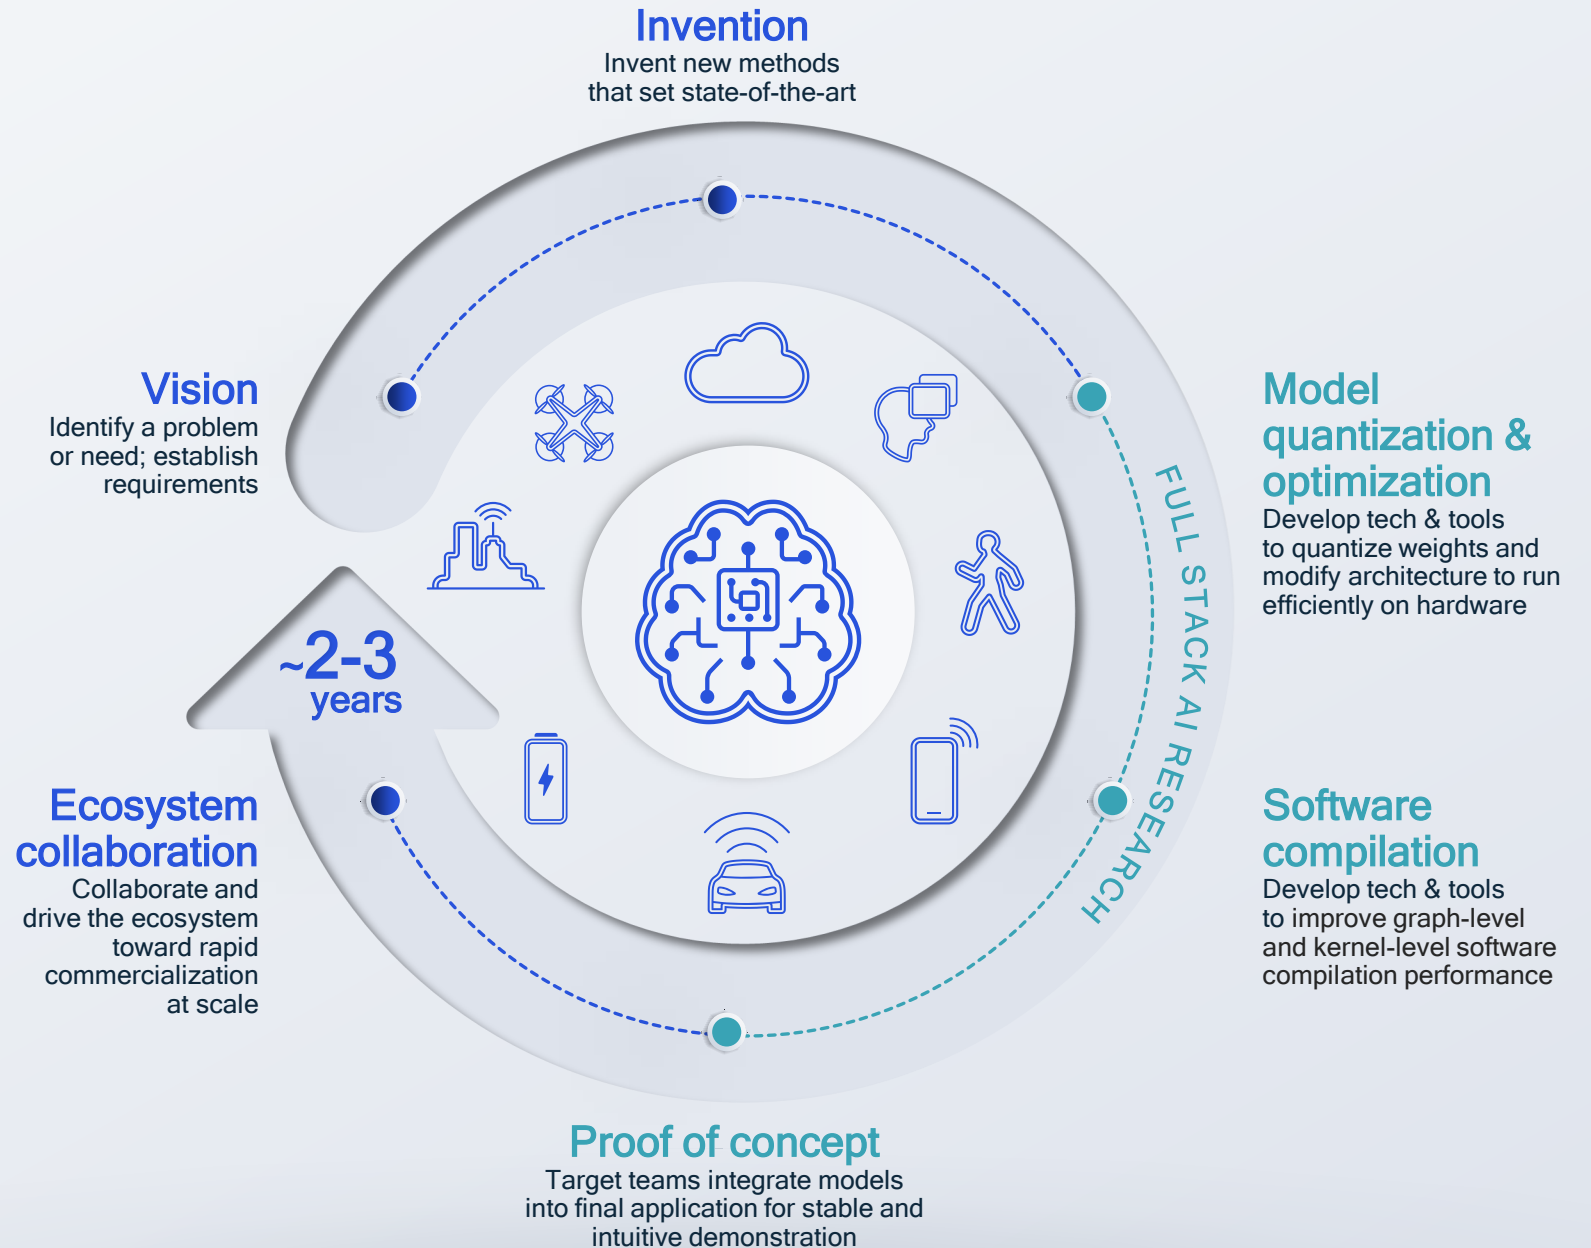 Invention
Invent new methods
that set state-of-the-art
Vision
Identify a problem
or need; establish
requirements
Model
quantization &
optimization
Develop tech & tools
to quantize weights and
modify architecture to run
efficiently on hardware
FULL STACK AI RESEARCH
~2-3
years
Ecosystem
collaboration
Collaborate and
drive the ecosystem
toward rapid
commercialization
at scale
Software
compilation
Develop tech & tools
to improve graph-level
and kernel-level software
compilation performance
Proof of concept
Target teams integrate models
into final application for stable and
intuitive demonstration